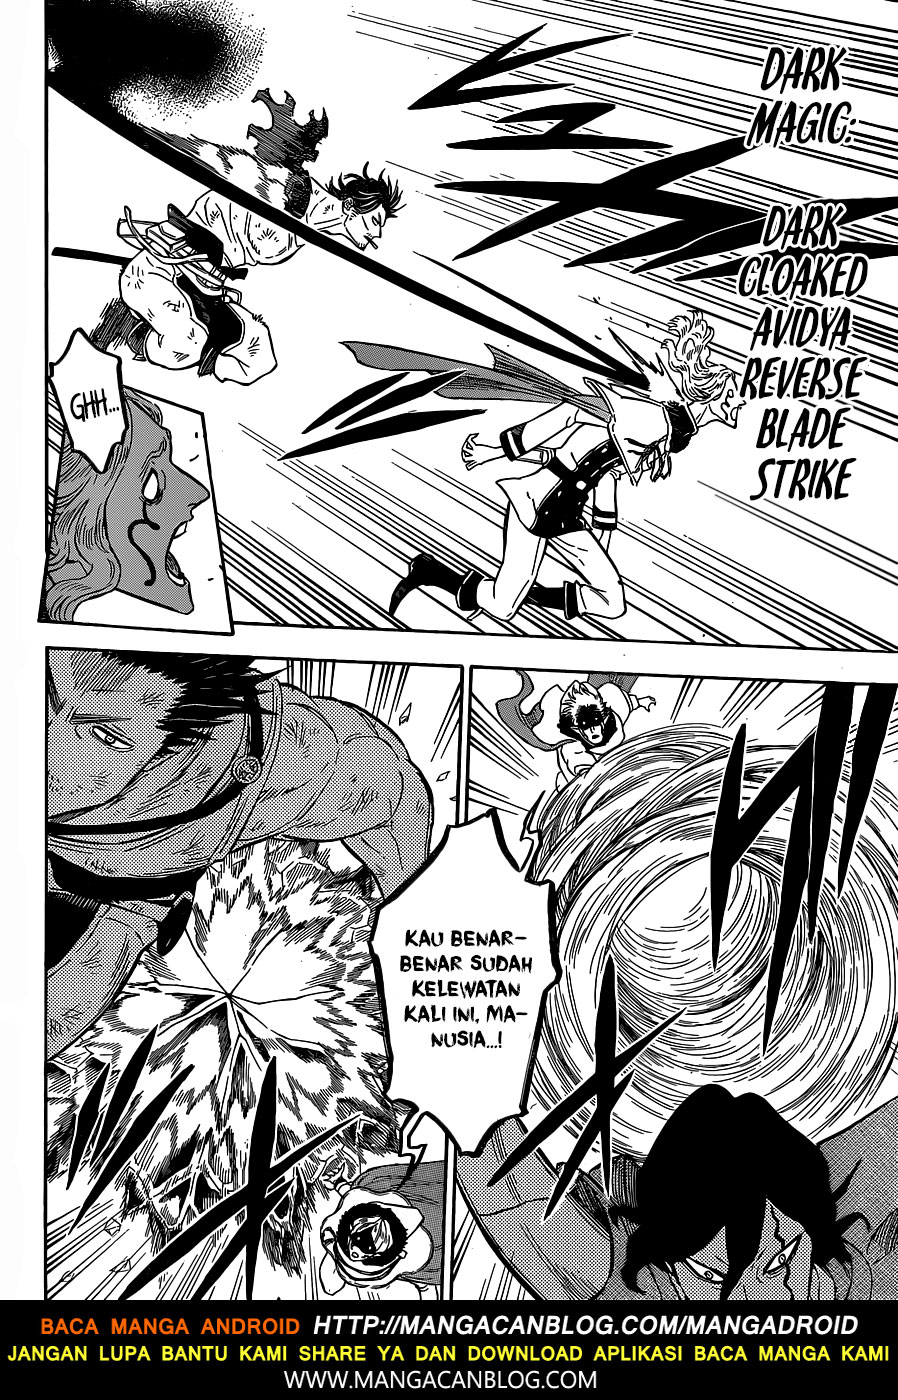 DARK
MAGIC:
DARK
CLOAKED
AVIDYA
REVERSE
BLADE
STRIKE
GHH...
KAU BENAR-
BENAR SUDAH
KELEWATAN
KALI INI, MA-
NUSIA...!
BACA MANGA ANDROID HTTP://MANGACANBLOG.COM/MANGADROID
JANGAN LUPA BANTU KAMI SHARE YA DAN DOWNLOAD APLIKASI BACA MANGA KAMI
WWW.MANGACANBLOG.COM